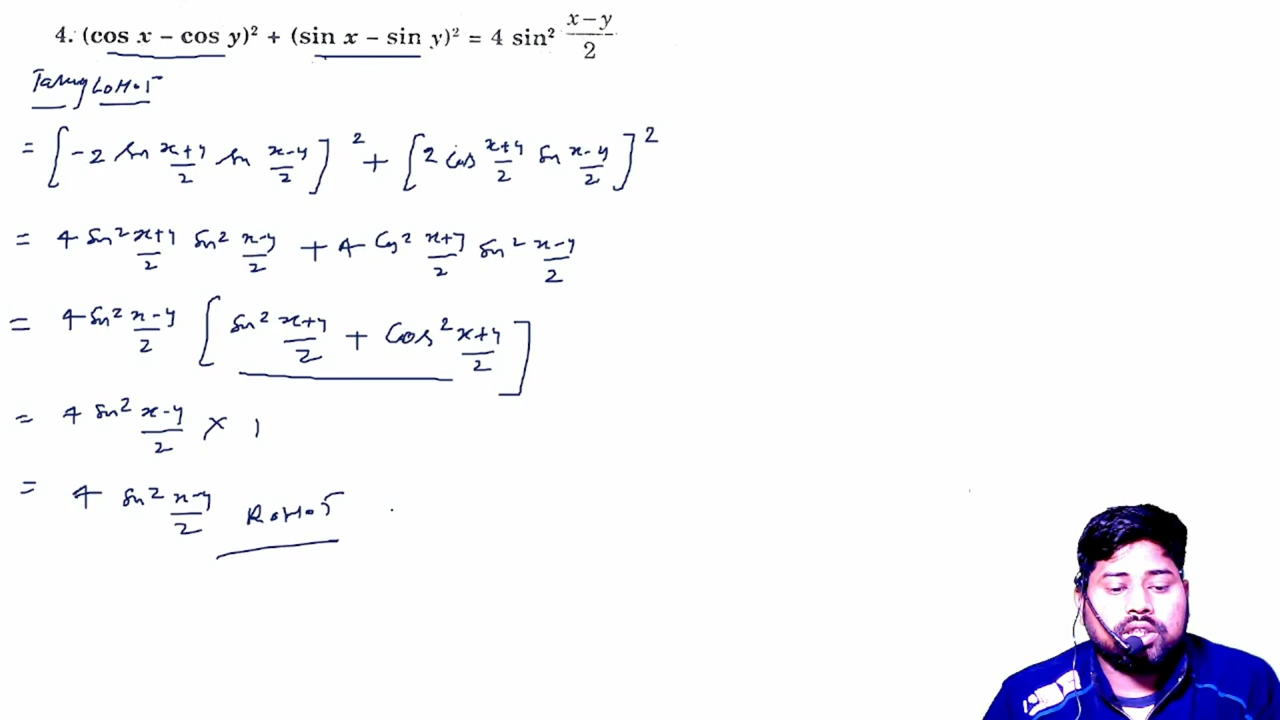 4. (cos x – cos y)² + (sin x – sin y)² = 4 sin² (x–y)/2
Taking L.H.S
= [-2 sin (x+y)/2 sin (x-y)/2]² + [2 cos (x+y)/2 sin (x-y)/2]²
= 4 sin² (x+y)/2 sin² (x-y)/2 + 4 cos² (x+y)/2 sin² (x-y)/2
= 4 sin² (x-y)/2 [sin² (x+y)/2 + cos² (x+y)/2]
= 4 sin² (x-y)/2 × 1
= 4 sin² (x-y)/2 R.H.S